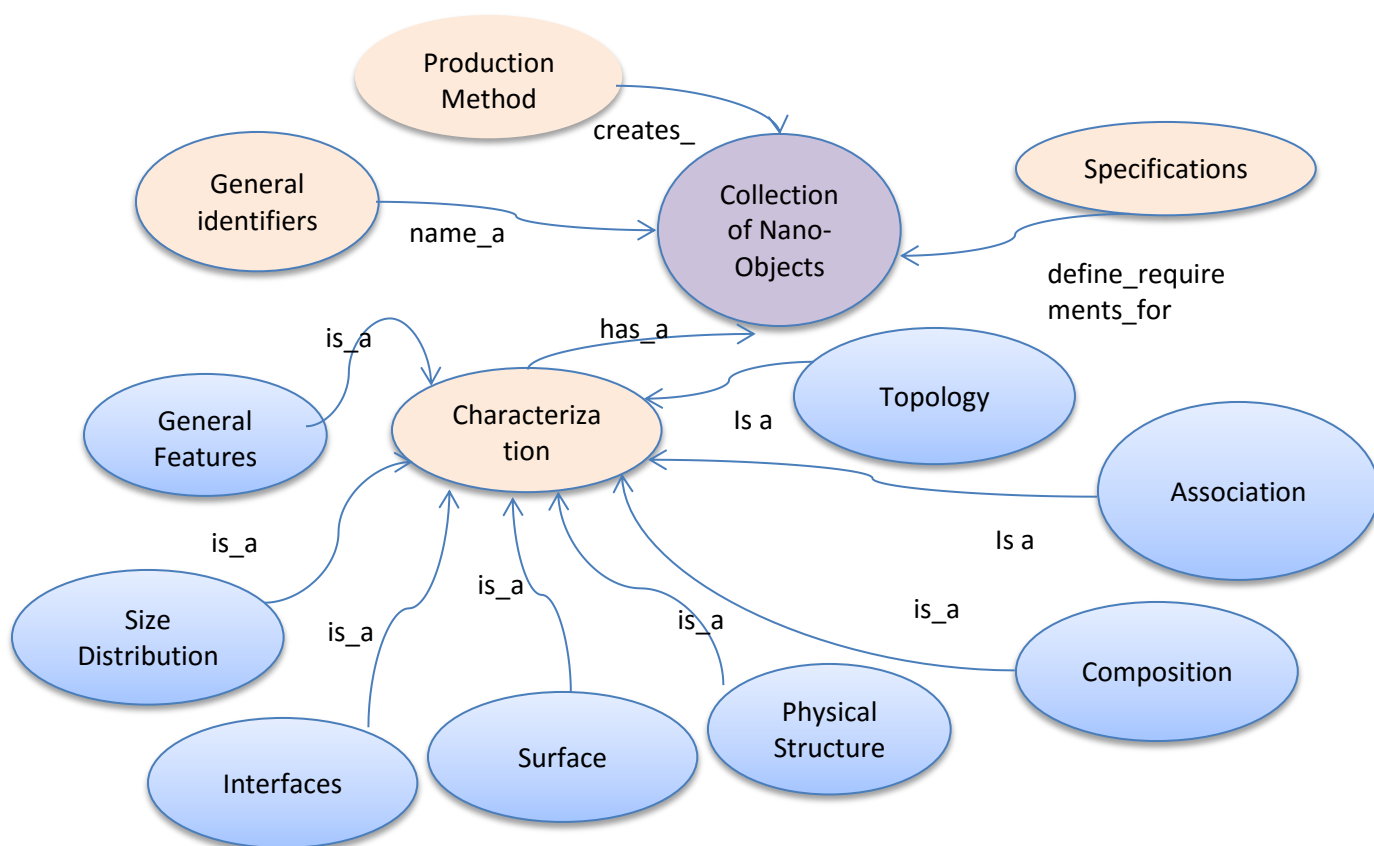 Production
Method
creates_
General
identifiers
name_a
Collection
of Nano-
Objects
Specifications
define_require
ments_for
is_a
has_a
General
Features
Characteriza
tion
Is a
Topology
Association
Is a
is_a
Size
Distribution
is_a
Interfaces
is_a
Surface
is_a
Physical
Structure
is_a
Composition